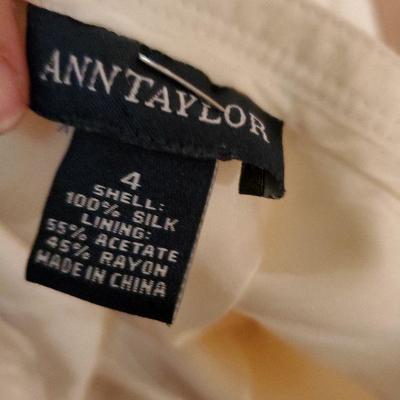 ANN TAYLOR
4
SHELL:
100% SILK
LINING:
55% ACETATE
45% RAYON
MADE IN CHINA